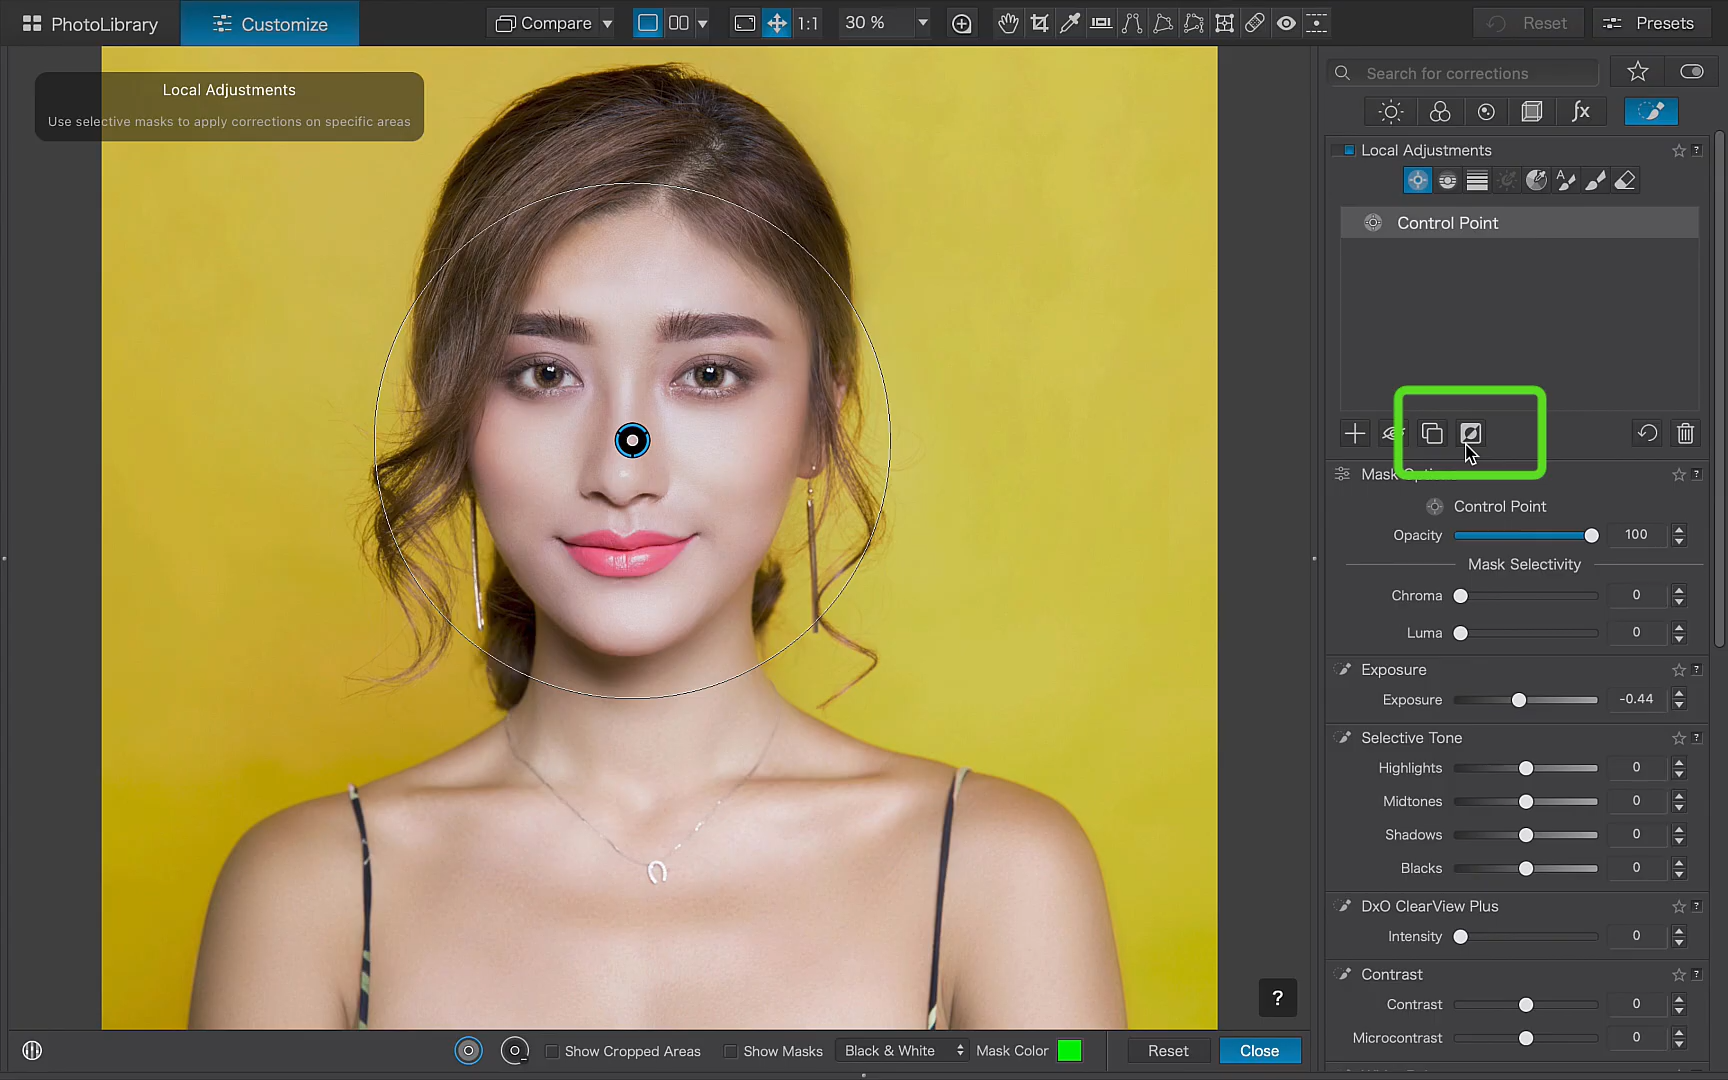 PhotoLibrary
Customize
Compare
1:1
30 %
Reset
Presets
Local Adjustments
Use selective masks to apply corrections on specific areas
Search for corrections
fx
Local Adjustments
?
A
Control Point
?
Control Point
Opacity
100
Mask Selectivity
Chroma
0
Luma
0
Exposure
?
Exposure
-0.44
Selective Tone
?
Highlights
0
Midtones
0
Shadows
0
Blacks
0
DxO ClearView Plus
?
Intensity
0
Contrast
?
Contrast
0
Microcontrast
0
?
Show Cropped Areas
Show Masks
Black & White
Mask Color
Reset
Close